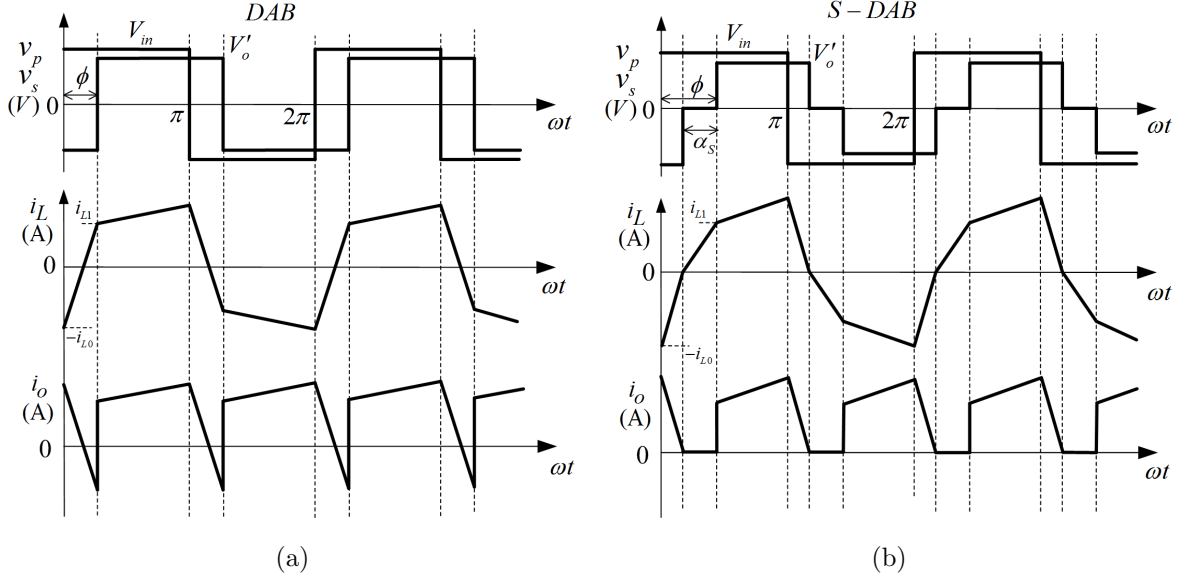 DAB
V_in
V'_o
v_p
v_s
(V) 0
ϕ
π
2π
ωt
i_L
(A)
i_L1
0
ωt
−i_L0
i_o
(A)
0
ωt
(a)
S − DAB
V_in
V'_o
v_p
v_s
(V) 0
ϕ
α_S
π
2π
ωt
i_L
(A)
i_L1
0
ωt
−i_L0
i_o
(A)
0
ωt
(b)